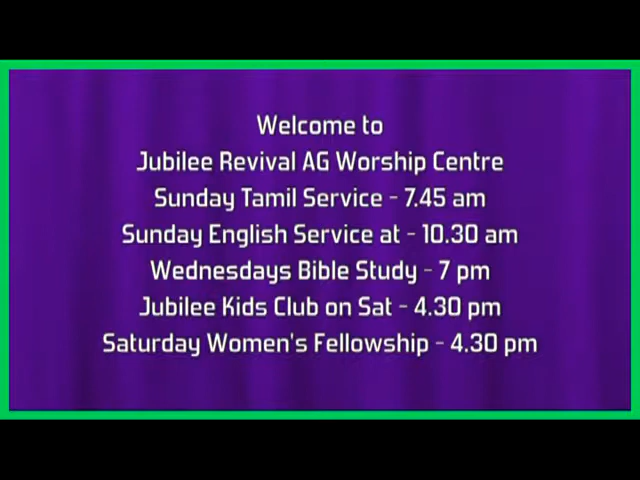 Welcome to
Jubilee Revival AG Worship Centre
Sunday Tamil Service - 7.45 am
Sunday English Service at - 10.30 am
Wednesdays Bible Study - 7 pm
Jubilee Kids Club on Sat - 4.30 pm
Saturday Women's Fellowship - 4.30 pm